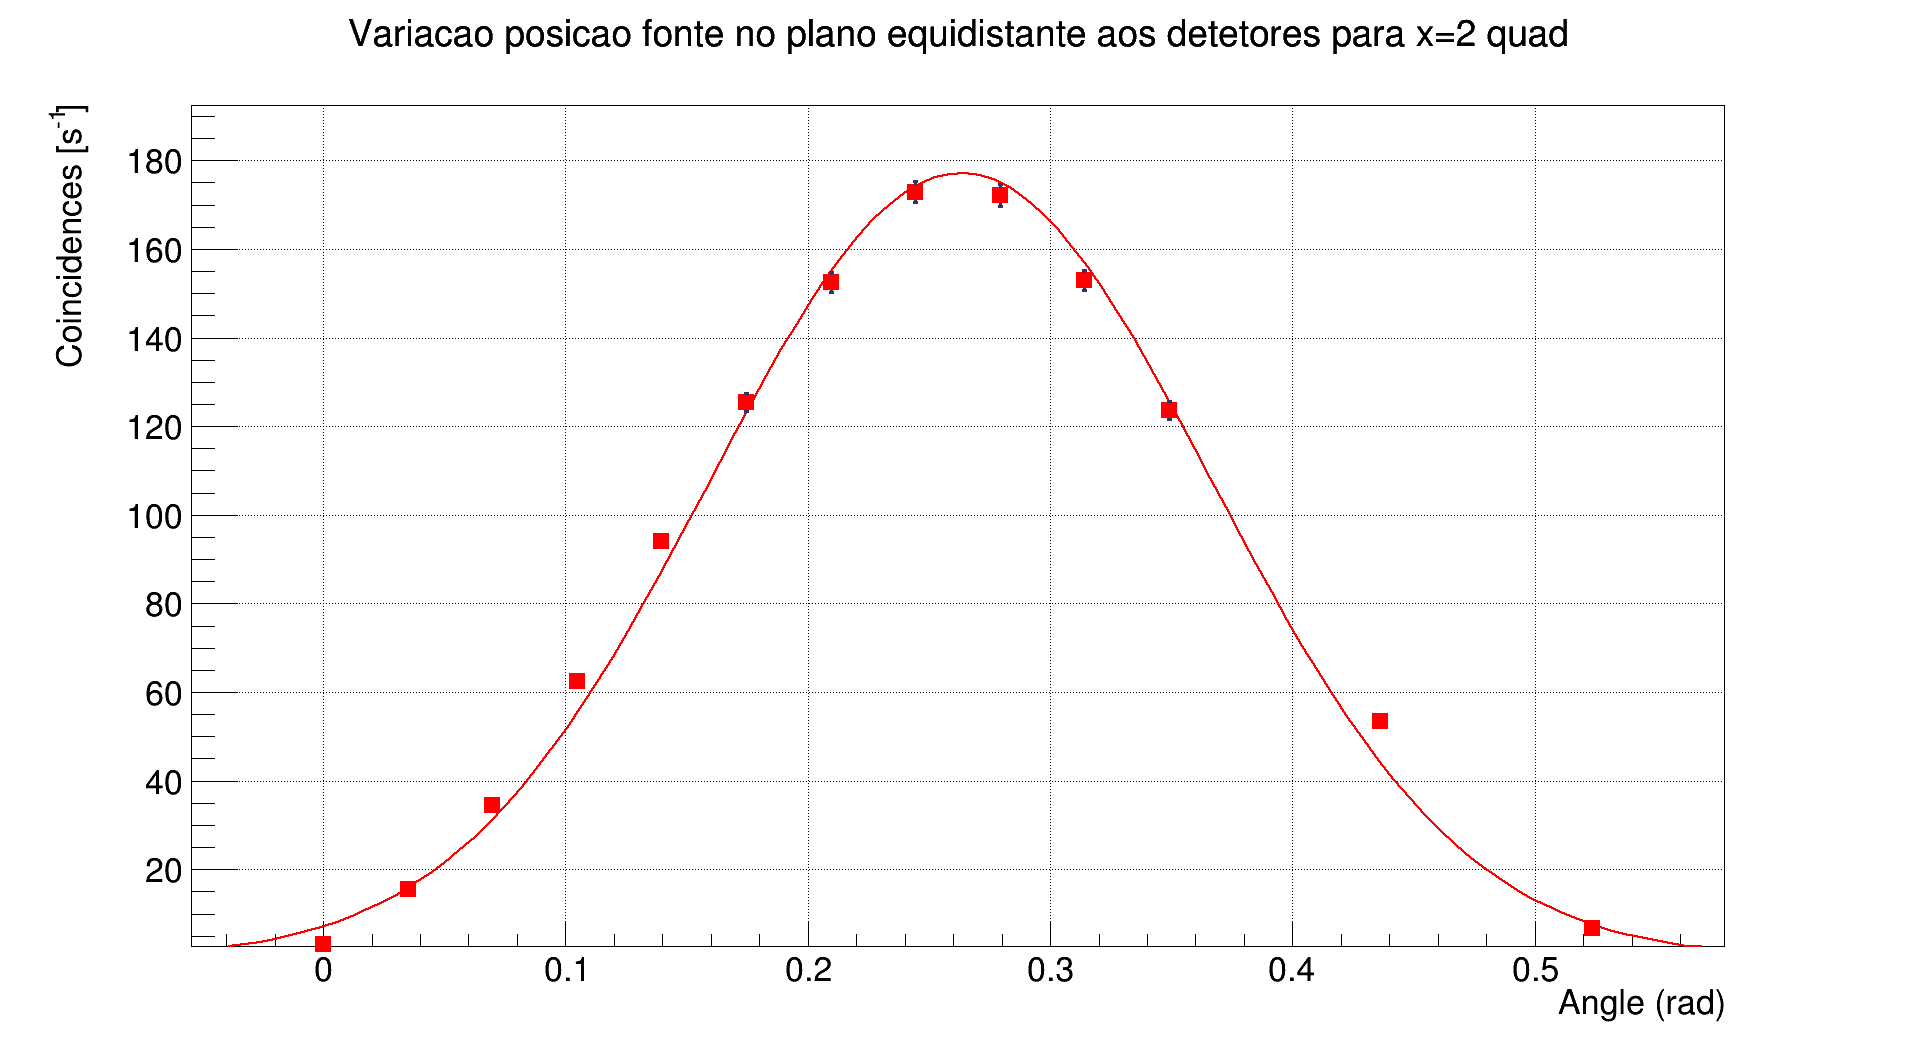 Variacao posicao fonte no plano equidistante aos detetores para x=2 quad
Coincidences [s⁻¹]
180
160
140
120
100
80
60
40
20
0 0.1 0.2 0.3 0.4 0.5
Angle (rad)